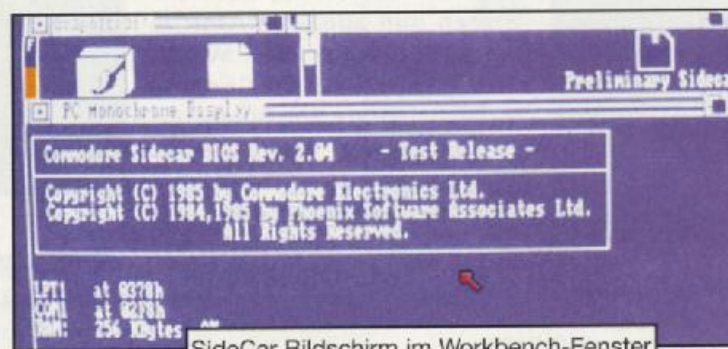 Preliminary Sidecar
PC Monochrome Display
Commodore Sidecar BIOS Rev. 2.04 - Test Release -
Copyright (C) 1985 by Commodore Electronics Ltd.
Copyright (C) 1984,1985 by Phoenix Software Associates Ltd.
All Rights Reserved.
LPT1 at 0378h
COM1 at 02F8h
RAM: 256 KBytes OK
SideCar Bildschirm im Workbench-Fenster